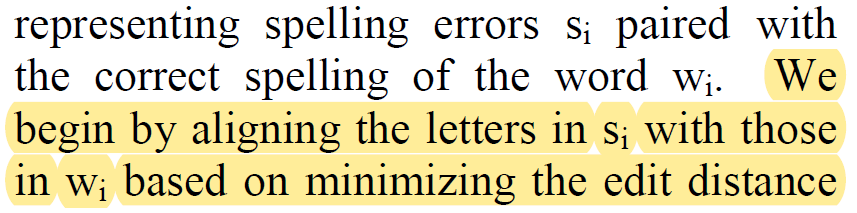 representing spelling errors sᵢ paired with
the correct spelling of the word wᵢ. We
begin by aligning the letters in sᵢ with those
in wᵢ based on minimizing the edit distance